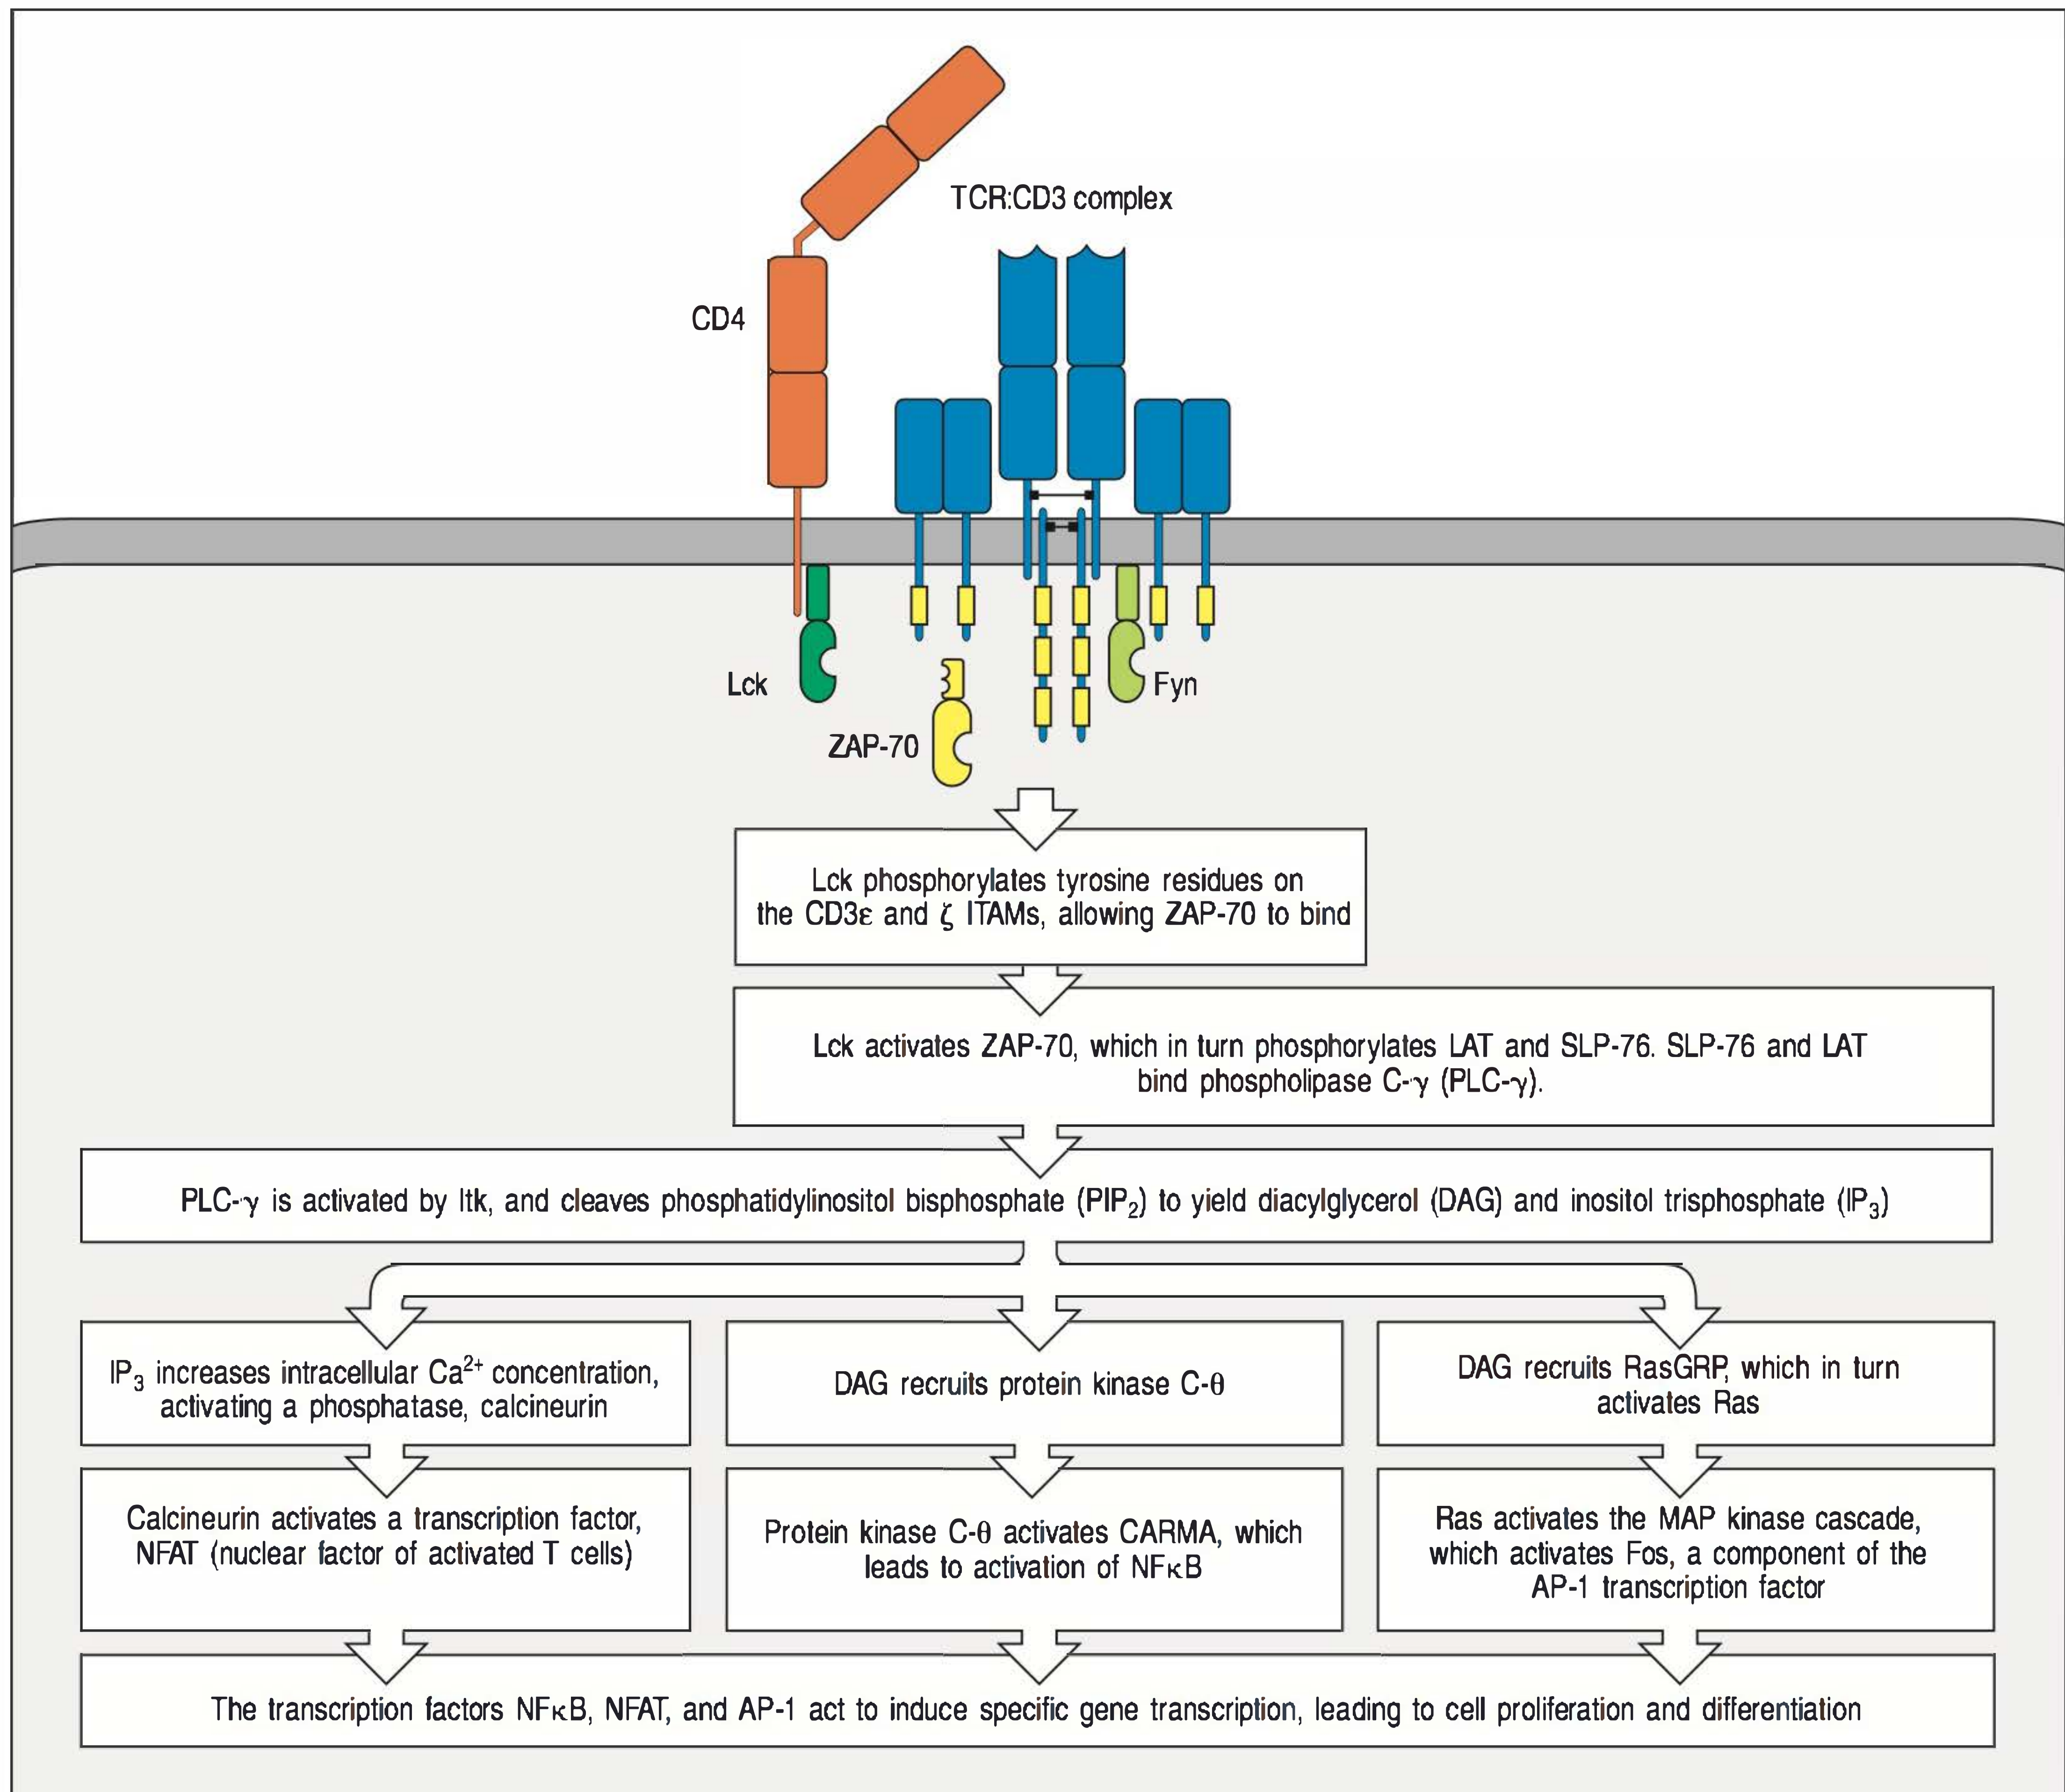 TCR:CD3 complex
CD4
Lck
Fyn
ZAP-70
Lck phosphorylates tyrosine residues on
the CD3ε and ζ ITAMs, allowing ZAP-70 to bind
Lck activates ZAP-70, which in turn phosphorylates LAT and SLP-76. SLP-76 and LAT
bind phospholipase C-γ (PLC-γ).
PLC-γ is activated by Itk, and cleaves phosphatidylinositol bisphosphate (PIP₂) to yield diacylglycerol (DAG) and inositol trisphosphate (IP₃)
IP₃ increases intracellular Ca²⁺ concentration,
activating a phosphatase, calcineurin
DAG recruits protein kinase C-θ
DAG recruits RasGRP, which in turn
activates Ras
Calcineurin activates a transcription factor,
NFAT (nuclear factor of activated T cells)
Protein kinase C-θ activates CARMA, which
leads to activation of NFκB
Ras activates the MAP kinase cascade,
which activates Fos, a component of the
AP-1 transcription factor
The transcription factors NFκB, NFAT, and AP-1 act to induce specific gene transcription, leading to cell proliferation and differentiation